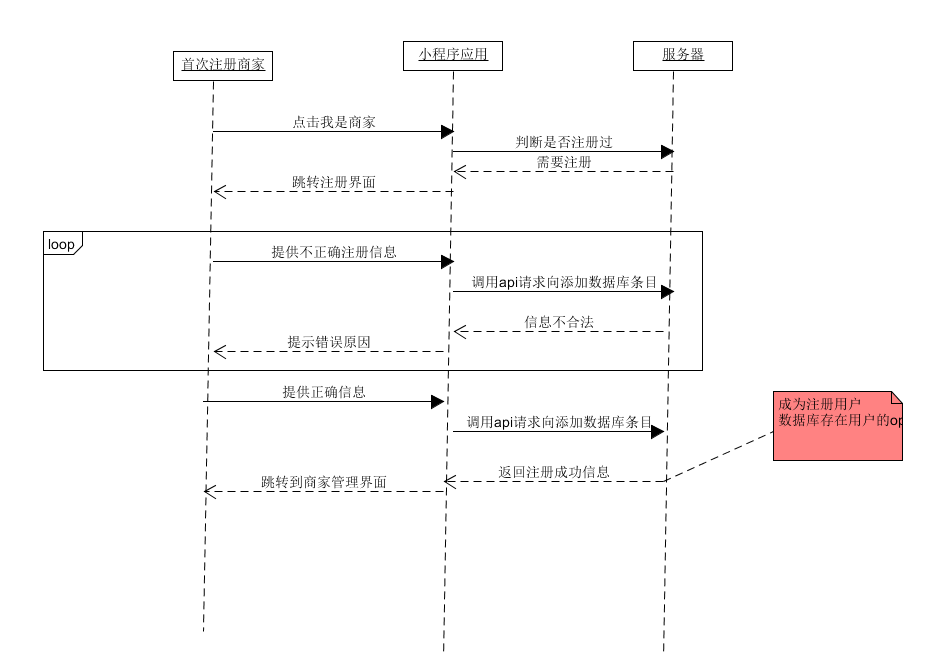 首次注册商家
小程序应用
服务器
点击我是商家
判断是否注册过
需要注册
跳转注册界面
loop
提供不正确注册信息
调用api请求向添加数据库条目
信息不合法
提示错误原因
提供正确信息
成为注册用户
数据库存在用户的op
调用api请求向添加数据库条目
返回注册成功信息
跳转到商家管理界面